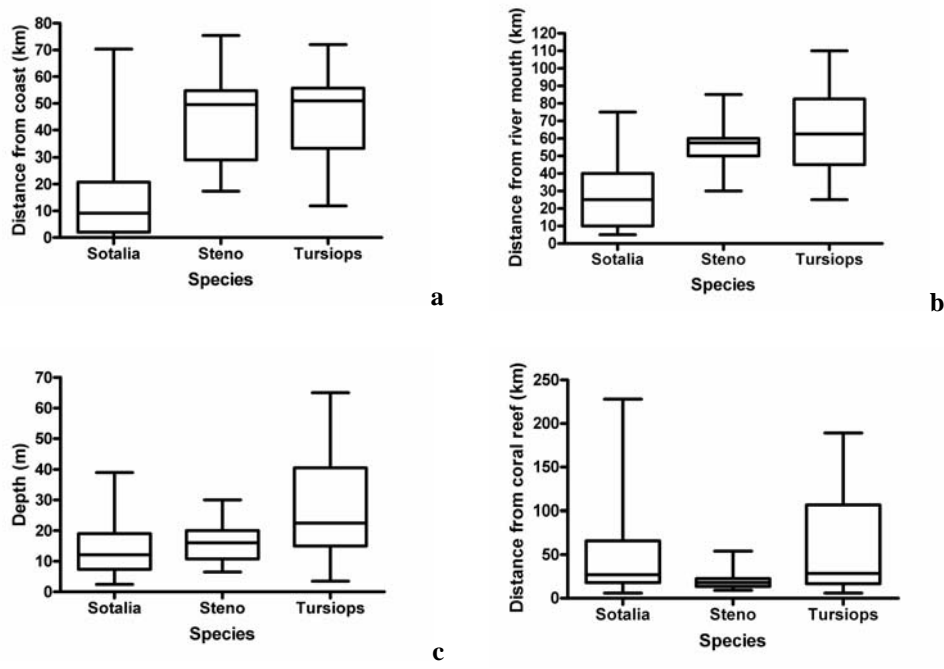 Distance from coast (km)
80
70
60
50
40
30
20
10
0
Sotalia Steno Tursiops
Species
a
Distance from river mouth (km)
120
110
100
90
80
70
60
50
40
30
20
10
0
Sotalia Steno Tursiops
Species
b
Depth (m)
70
60
50
40
30
20
10
0
Sotalia Steno Tursiops
Species
c
Distance from coral reef (km)
250
200
150
100
50
0
Sotalia Steno Tursiops
Species